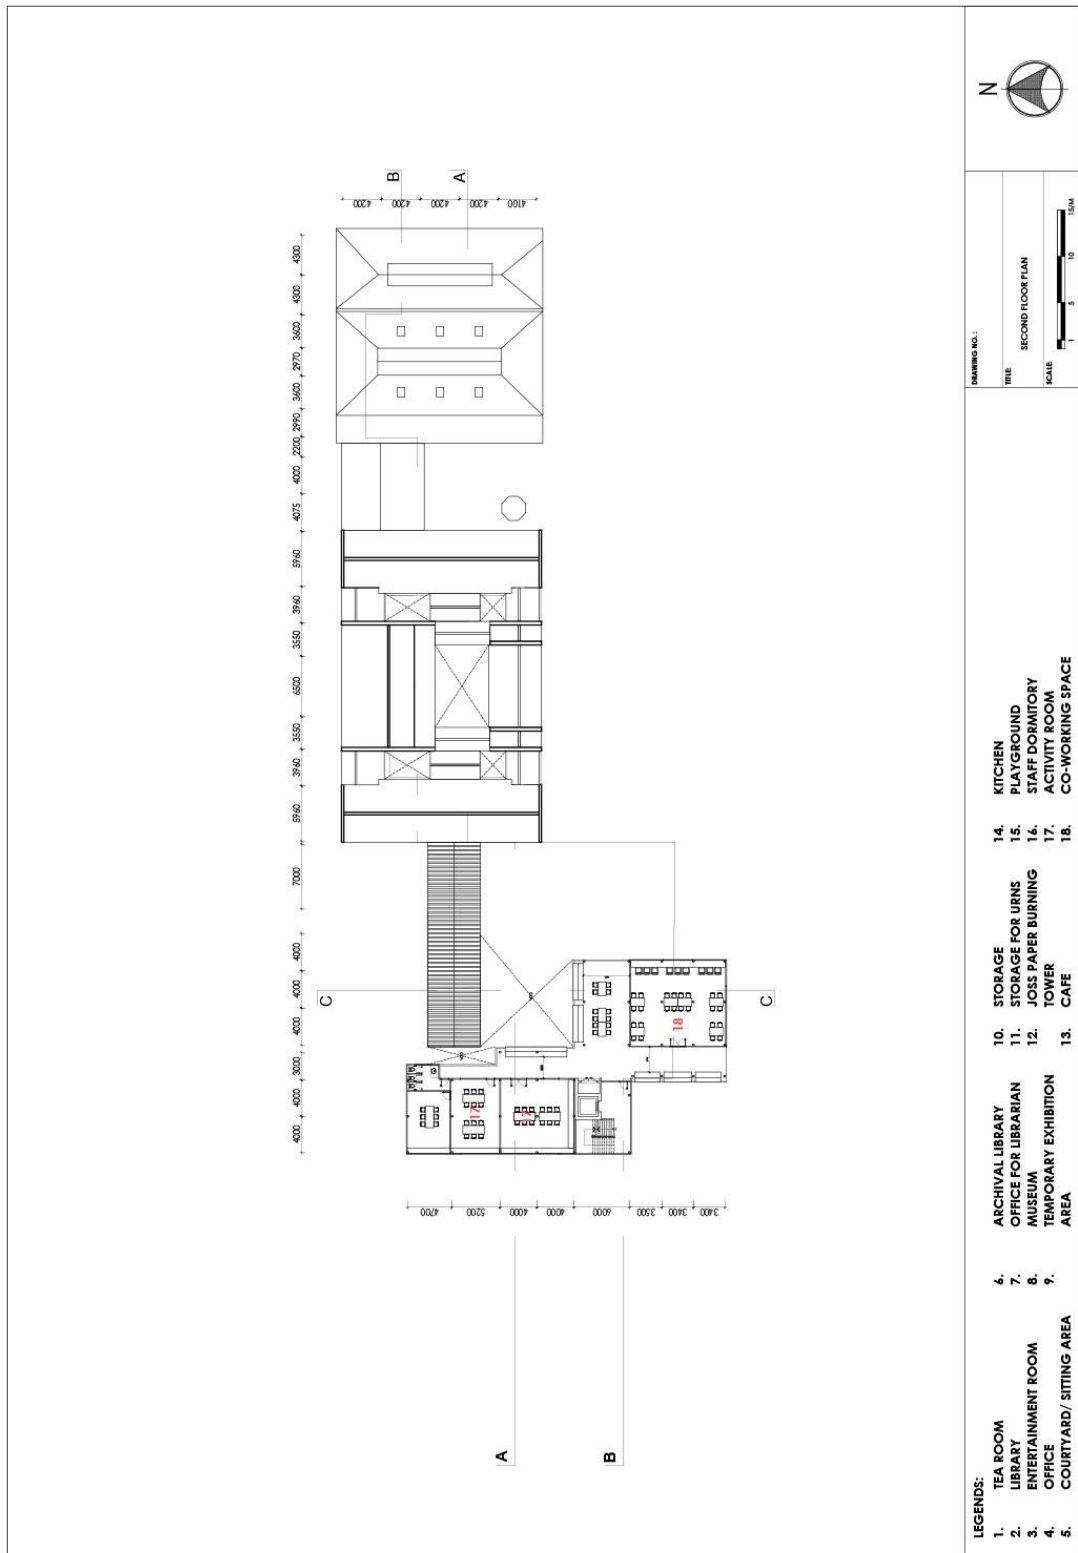 4000 4000 3000 4000 4000 4000 7000 5960 3960 3550 6500 3550 3960 5960 4075 4000 2200 2990 3600 2970 3600 4300 4300
C
4200
4200
4200
4200
4100
B
A
4700
5200
4000
4000
6000
3500
3400
3400
17
17
18
A
B
C
LEGENDS:
1. TEA ROOM
2. LIBRARY
3. ENTERTAINMENT ROOM
4. OFFICE
5. COURTYARD/ SITTING AREA
6. ARCHIVAL LIBRARY
7. OFFICE FOR LIBRARIAN
8. MUSEUM
9. TEMPORARY EXHIBITION
AREA
10. STORAGE
11. STORAGE FOR URNS
12. JOSS PAPER BURNING
TOWER
13. CAFE
14. KITCHEN
15. PLAYGROUND
16. STAFF DORMITORY
17. ACTIVITY ROOM
18. CO-WORKING SPACE
DRAWING NO. :
TITLE:
SECOND FLOOR PLAN
SCALE:
1 5 10 15/M
N